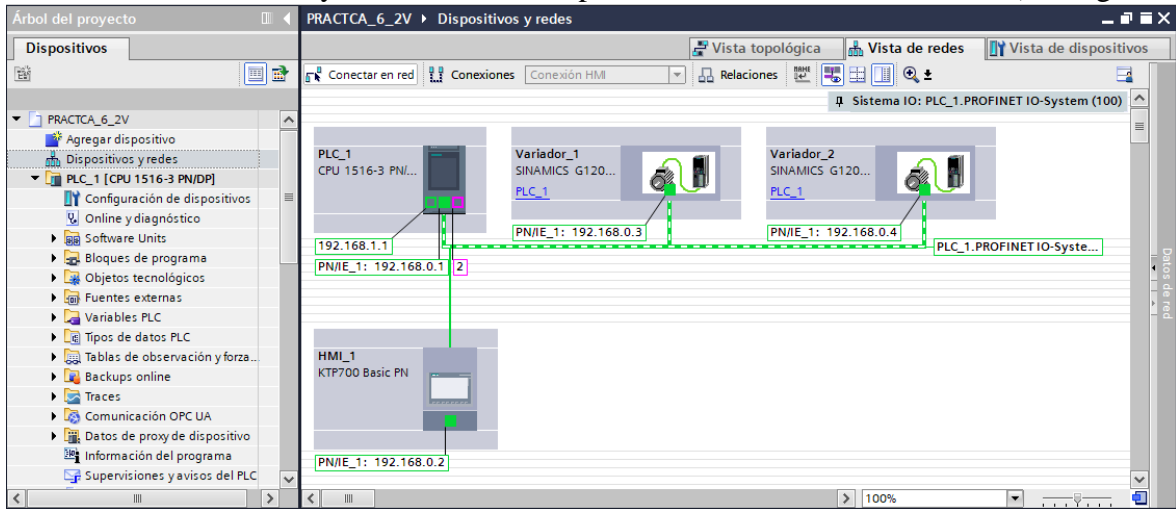 Árbol del proyecto
PRACTCA_6_2V ▸ Dispositivos y redes
Dispositivos
Vista topológica
Vista de redes
Vista de dispositivos
Conectar en red
Conexiones
Conexión HMI
Relaciones
Sistema IO: PLC_1.PROFINET IO-System (100)
PRACTCA_6_2V
Agregar dispositivo
Dispositivos y redes
PLC_1 [CPU 1516-3 PN/DP]
Configuración de dispositivos
Online y diagnóstico
Software Units
Bloques de programa
Objetos tecnológicos
Fuentes externas
Variables PLC
Tipos de datos PLC
Tablas de observación y forza...
Backups online
Traces
Comunicación OPC UA
Datos de proxy de dispositivo
Información del programa
Supervisiones y avisos del PLC
PLC_1
CPU 1516-3 PN/...
Variador_1
SINAMICS G120...
PLC_1
Variador_2
SINAMICS G120...
PLC_1
192.168.1.1
PN/IE_1: 192.168.0.3
PN/IE_1: 192.168.0.4
PLC_1.PROFINET IO-Syste...
PN/IE_1: 192.168.0.1
2
HMI_1
KTP700 Basic PN
PN/IE_1: 192.168.0.2
100%
Datos de red